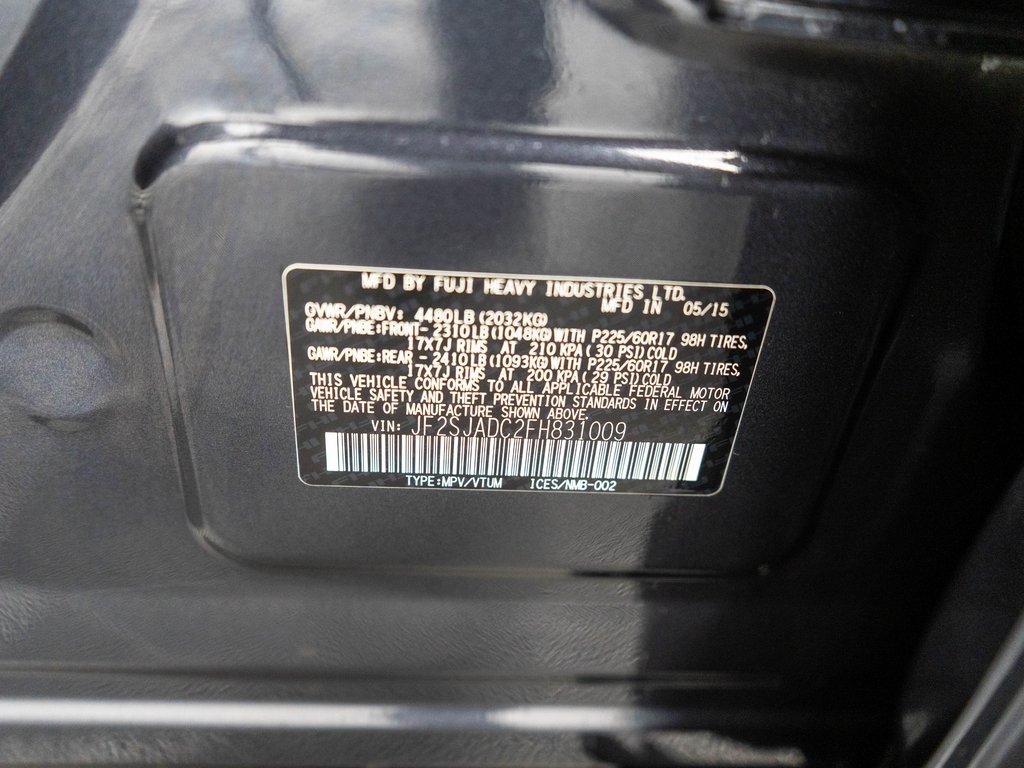 MFD BY FUJI HEAVY INDUSTRIES LTD.
MFD IN 05/15
GVWR/PNBV: 4480LB(2032KG)
GAWR/PNBE:FRONT- 2310LB(1048KG)WITH P225/60R17 98H TIRES,
17X7J RIMS AT 210 KPA(30 PSI)COLD
GAWR/PNBE:REAR - 2410LB(1093KG)WITH P225/60R17 98H TIRES,
17X7J RIMS AT 200 KPA(29 PSI)COLD
THIS VEHICLE CONFORMS TO ALL APPLICABLE FEDERAL MOTOR
VEHICLE SAFETY AND THEFT PREVENTION STANDARDS IN EFFECT ON
THE DATE OF MANUFACTURE SHOWN ABOVE.
VIN: JF2SJADC2FH831009
TYPE:MPV/VTUM ICES/NMB-002